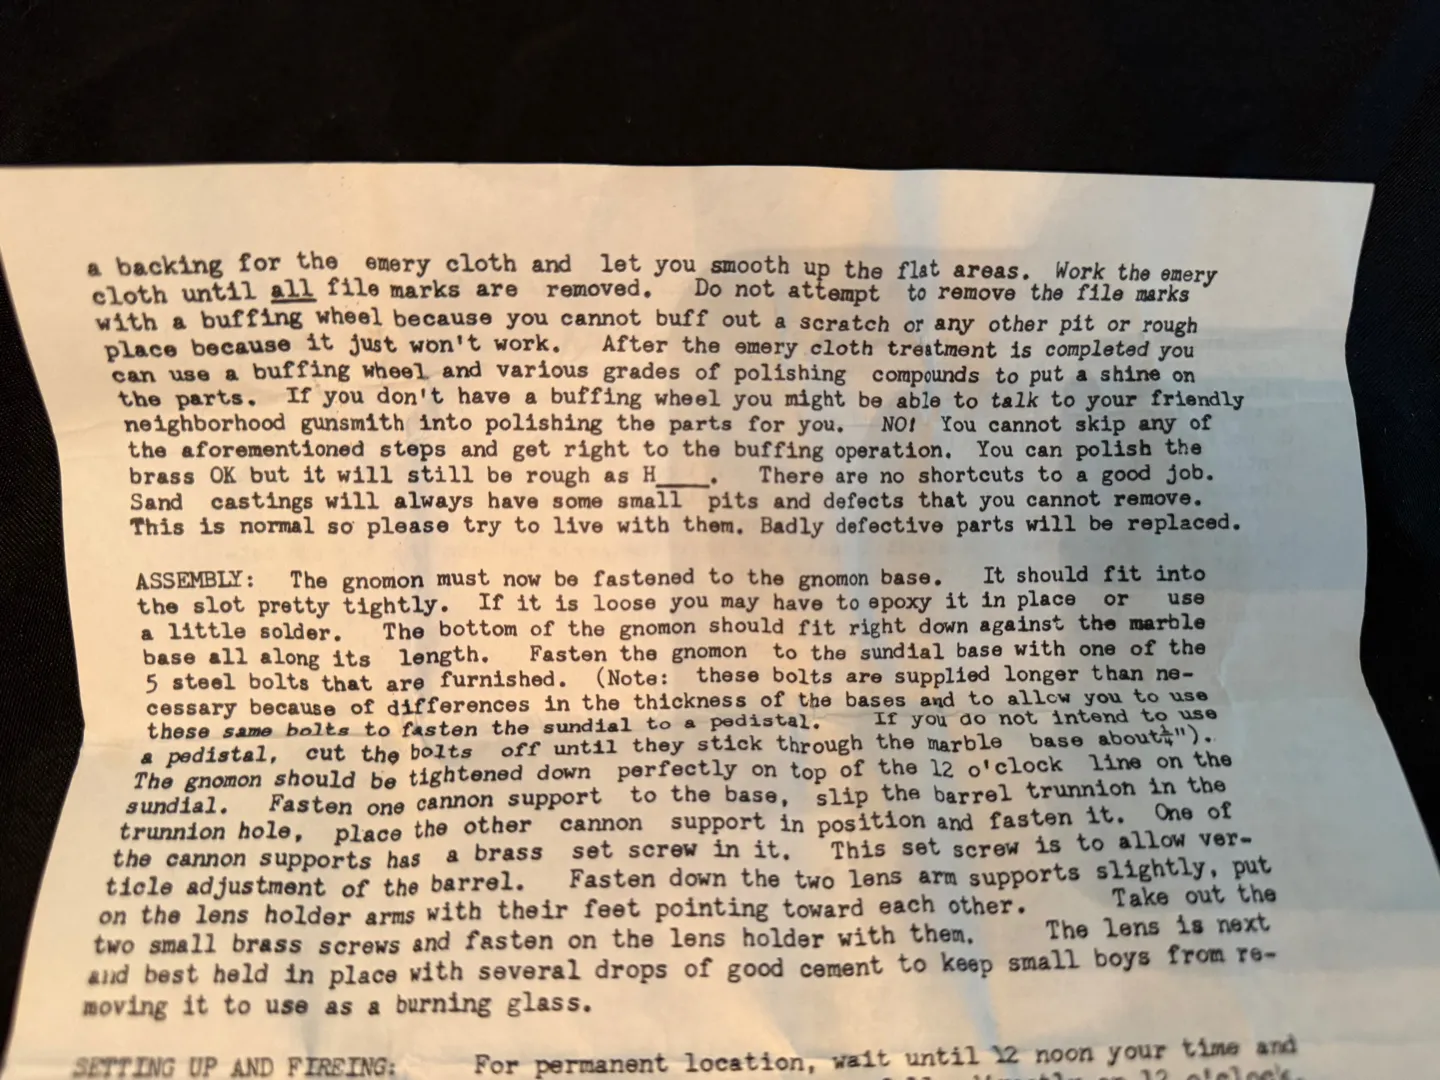 a backing for the emery cloth and let you smooth up the flat areas. Work the emery
cloth until all file marks are removed. Do not attempt to remove the file marks
with a buffing wheel because you cannot buff out a scratch or any other pit or rough
place because it just won't work. After the emery cloth treatment is completed you
can use a buffing wheel and various grades of polishing compounds to put a shine on
the parts. If you don't have a buffing wheel you might be able to talk to your friendly
neighborhood gunsmith into polishing the parts for you. NO! You cannot skip any of
the aforementioned steps and get right to the buffing operation. You can polish the
brass OK but it will still be rough as H____. There are no shortcuts to a good job.
Sand castings will always have some small pits and defects that you cannot remove.
This is normal so please try to live with them. Badly defective parts will be replaced.
ASSEMBLY: The gnomon must now be fastened to the gnomon base. It should fit into
the slot pretty tightly. If it is loose you may have to epoxy it in place or use
a little solder. The bottom of the gnomon should fit right down against the marble
base all along its length. Fasten the gnomon to the sundial base with one of the
5 steel bolts that are furnished. (Note: these bolts are supplied longer than ne-
cessary because of differences in the thickness of the bases and to allow you to use
these same bolts to fasten the sundial to a pedistal. If you do not intend to use
a pedistal, cut the bolts off until they stick through the marble base about ¼").
The gnomon should be tightened down perfectly on top of the 12 o'clock line on the
sundial. Fasten one cannon support to the base, slip the barrel trunnion in the
trunnion hole, place the other cannon support in position and fasten it. One of
the cannon supports has a brass set screw in it. This set screw is to allow ver-
ticle adjustment of the barrel. Fasten down the two lens arm supports slightly, put
on the lens holder arms with their feet pointing toward each other. Take out the
two small brass screws and fasten on the lens holder with them. The lens is next
and best held in place with several drops of good cement to keep small boys from re-
moving it to use as a burning glass.
SETTING UP AND FIREING: For permanent location, wait until 12 noon your time and
directly on 12 o'clock.